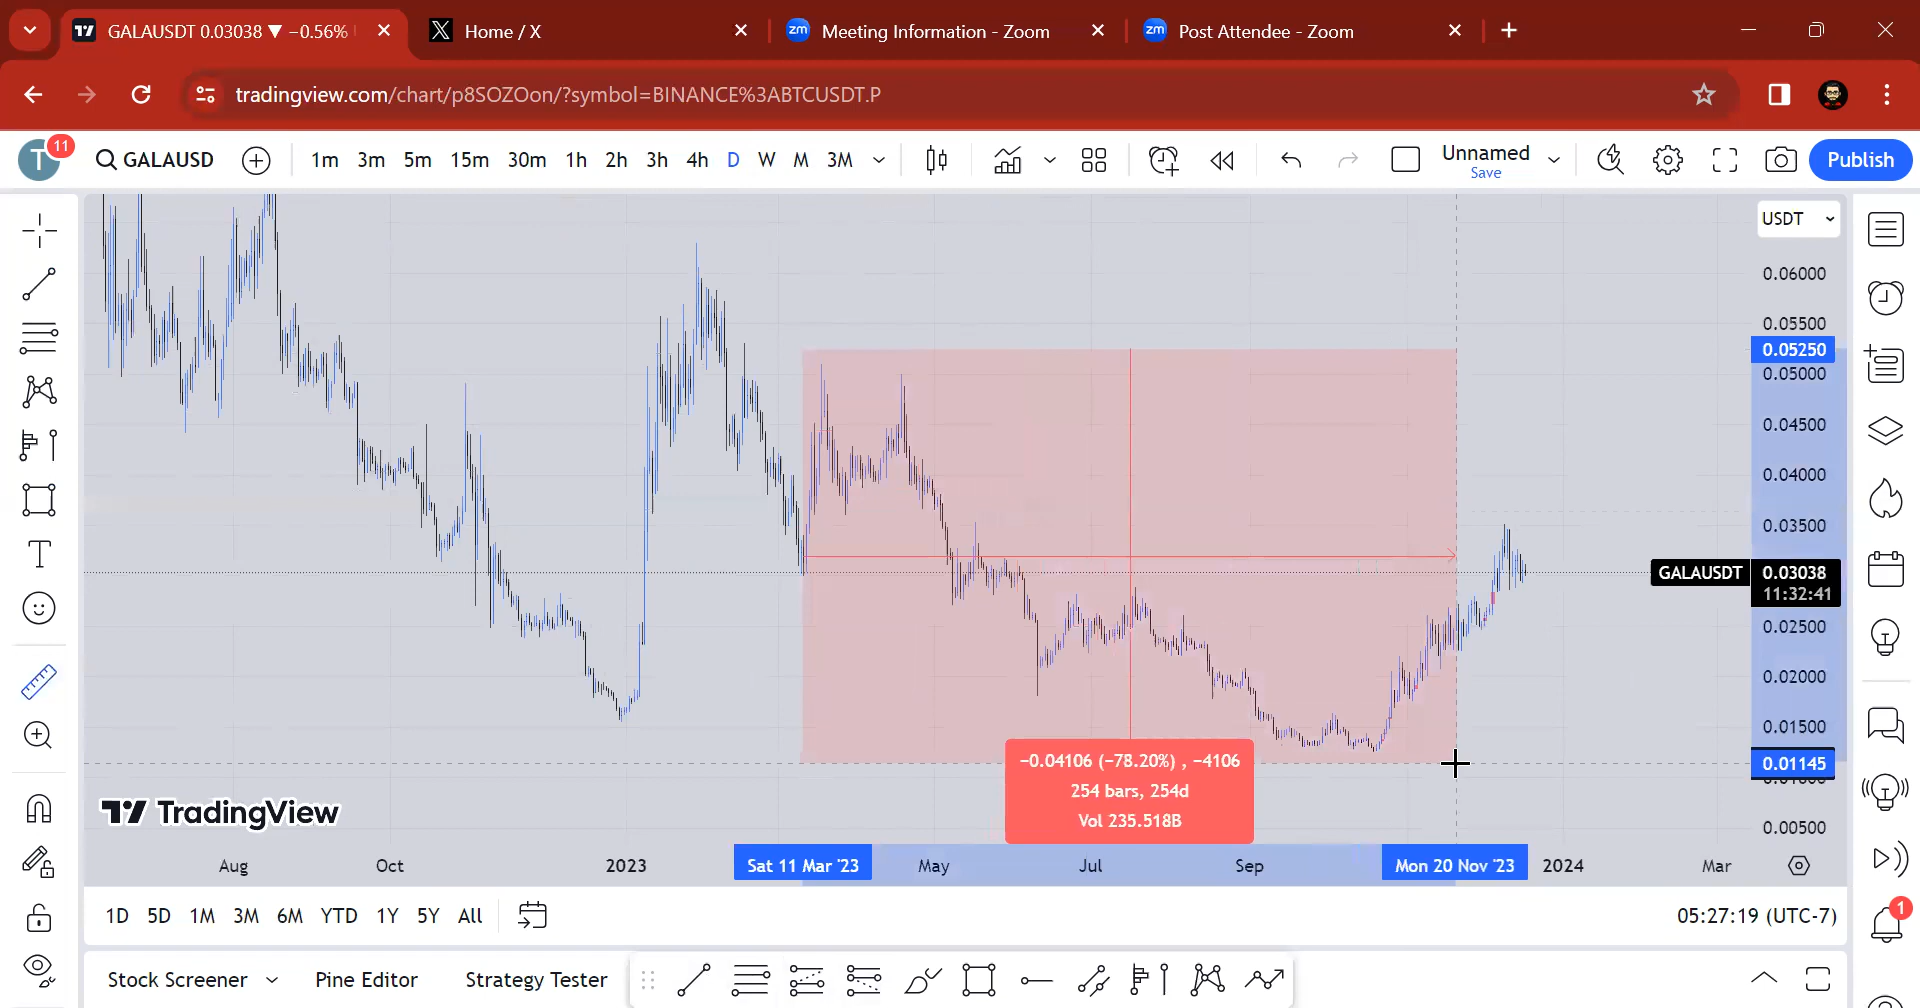 GALAUSDT 0.03038 ▼ −0.56%
Home / X
zm Meeting Information - Zoom
zm Post Attendee - Zoom
tradingview.com/chart/p8SOZOon/?symbol=BINANCE%3ABTCUSDT.P
T 11
GALAUSD
1m 3m 5m 15m 30m 1h 2h 3h 4h D W M 3M
Unnamed
Save
Publish
USDT
0.06000
0.05500
0.05250
0.05000
0.04500
0.04000
0.03500
GALAUSDT 0.03038
11:32:41
0.02500
0.02000
0.01500
0.01145
0.00500
−0.04106 (−78.20%) , −4106
254 bars, 254d
Vol 235.518B
TradingView
Aug Oct 2023 Sat 11 Mar '23 May Jul Sep Mon 20 Nov '23 2024 Mar
1D 5D 1M 3M 6M YTD 1Y 5Y All
05:27:19 (UTC-7)
1
Stock Screener Pine Editor Strategy Tester